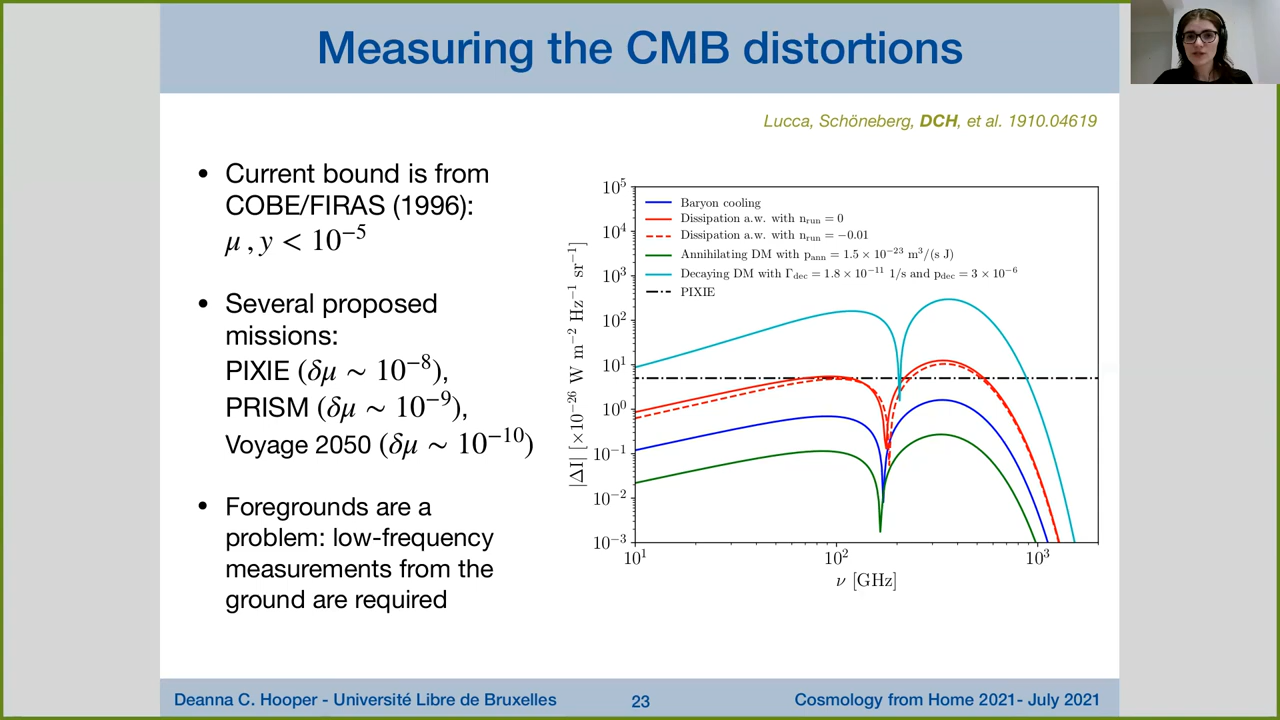 Measuring the CMB distortions
Lucca, Schöneberg, DCH, et al. 1910.04619
• Current bound is from
COBE/FIRAS (1996):
μ , y < 10⁻⁵
• Several proposed
missions:
PIXIE (δμ ∼ 10⁻⁸),
PRISM (δμ ∼ 10⁻⁹),
Voyage 2050 (δμ ∼ 10⁻¹⁰)
• Foregrounds are a
problem: low-frequency
measurements from the
ground are required
|ΔI| [×10⁻²⁶ W m⁻² Hz⁻¹ sr⁻¹]
10⁵
10⁴
10³
10²
10¹
10⁰
10⁻¹
10⁻²
10⁻³
Baryon cooling
Dissipation a.w. with n_run = 0
Dissipation a.w. with n_run = −0.01
Annihilating DM with p_ann = 1.5 × 10⁻²³ m³/(s J)
Decaying DM with Γ_dec = 1.8 × 10⁻¹¹ 1/s and p_dec = 3 × 10⁻⁶
PIXIE
10¹ 10² 10³
ν [GHz]
Deanna C. Hooper - Université Libre de Bruxelles 23 Cosmology from Home 2021- July 2021